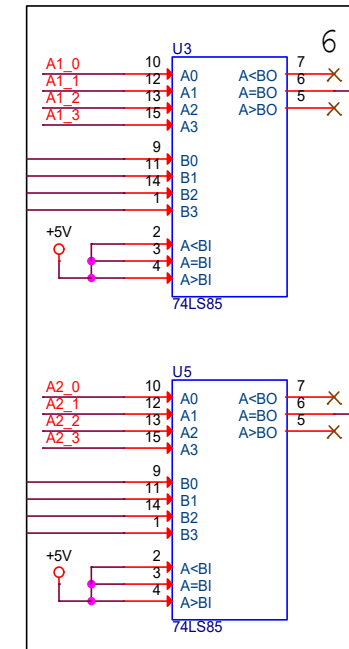 6
U3
A1_0 10 A0 A<BO 7
A1_1 12 A1 A=BO 6
A1_2 13 A2 A>BO 5
A1_3 15 A3
9 B0
11 B1
14 B2
1 B3
+5V
2 A<BI
3 A=BI
4 A>BI
74LS85
U5
A2_0 10 A0 A<BO 7
A2_1 12 A1 A=BO 6
A2_2 13 A2 A>BO 5
A2_3 15 A3
9 B0
11 B1
14 B2
1 B3
+5V
2 A<BI
3 A=BI
4 A>BI
74LS85